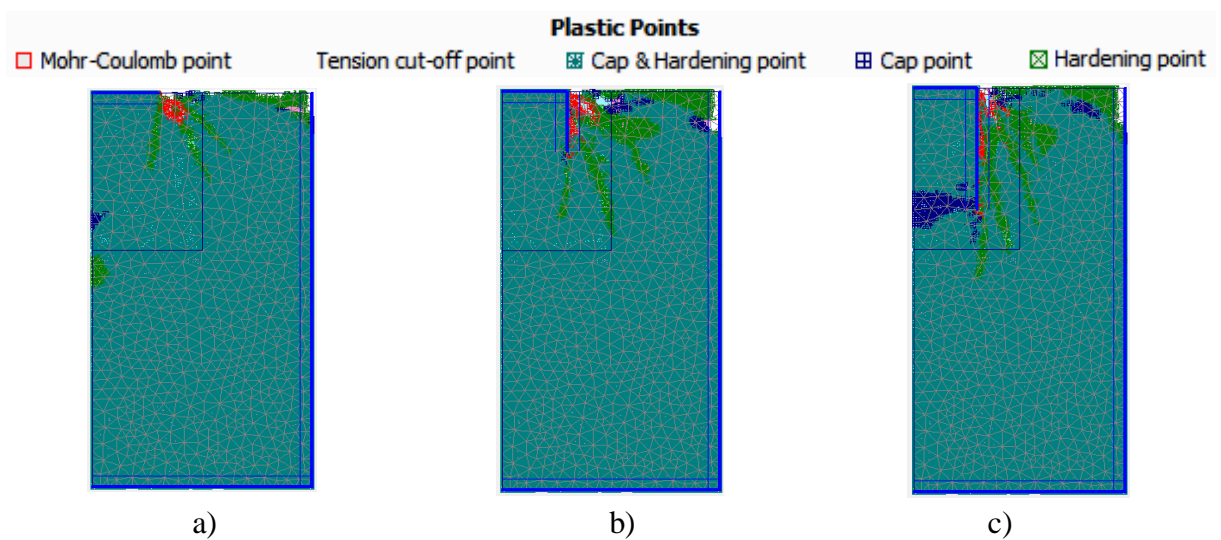 Plastic Points
Mohr-Coulomb point Tension cut-off point Cap & Hardening point Cap point Hardening point
a) b) c)